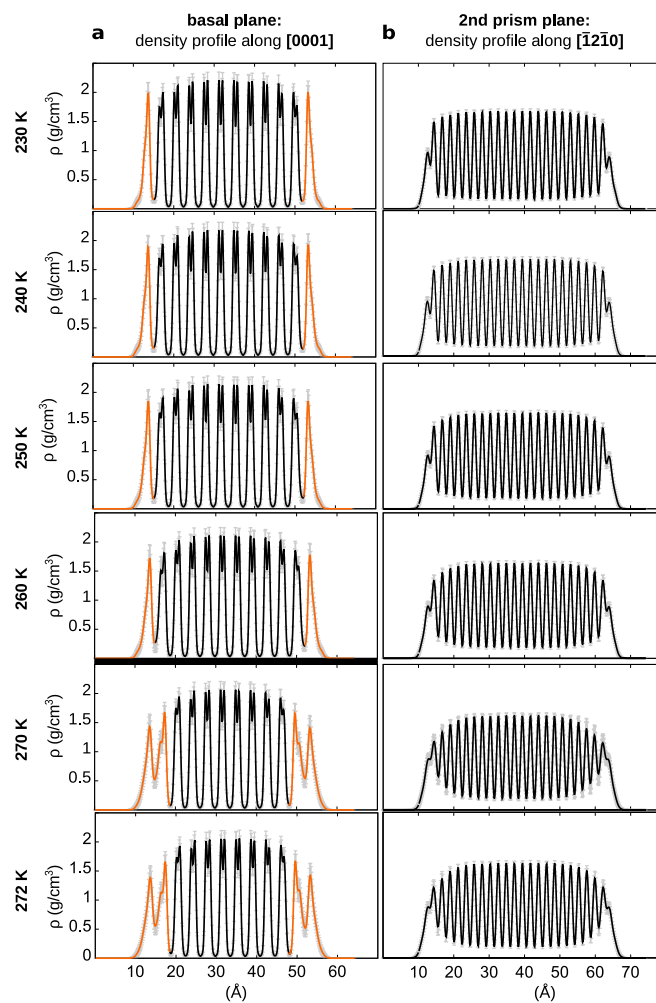 a
basal plane:
density profile along [0001]
b
2nd prism plane:
density profile along [1̅21̅0]
230 K
ρ (g/cm³)
2
1.5
1
0.5
240 K
ρ (g/cm³)
2
1.5
1
0.5
250 K
ρ (g/cm³)
2
1.5
1
0.5
260 K
ρ (g/cm³)
2
1.5
1
0.5
270 K
ρ (g/cm³)
2
1.5
1
0.5
272 K
ρ (g/cm³)
2
1.5
1
0.5
0
10 20 30 40 50 60
10 20 30 40 50 60 70
(Å)
(Å)